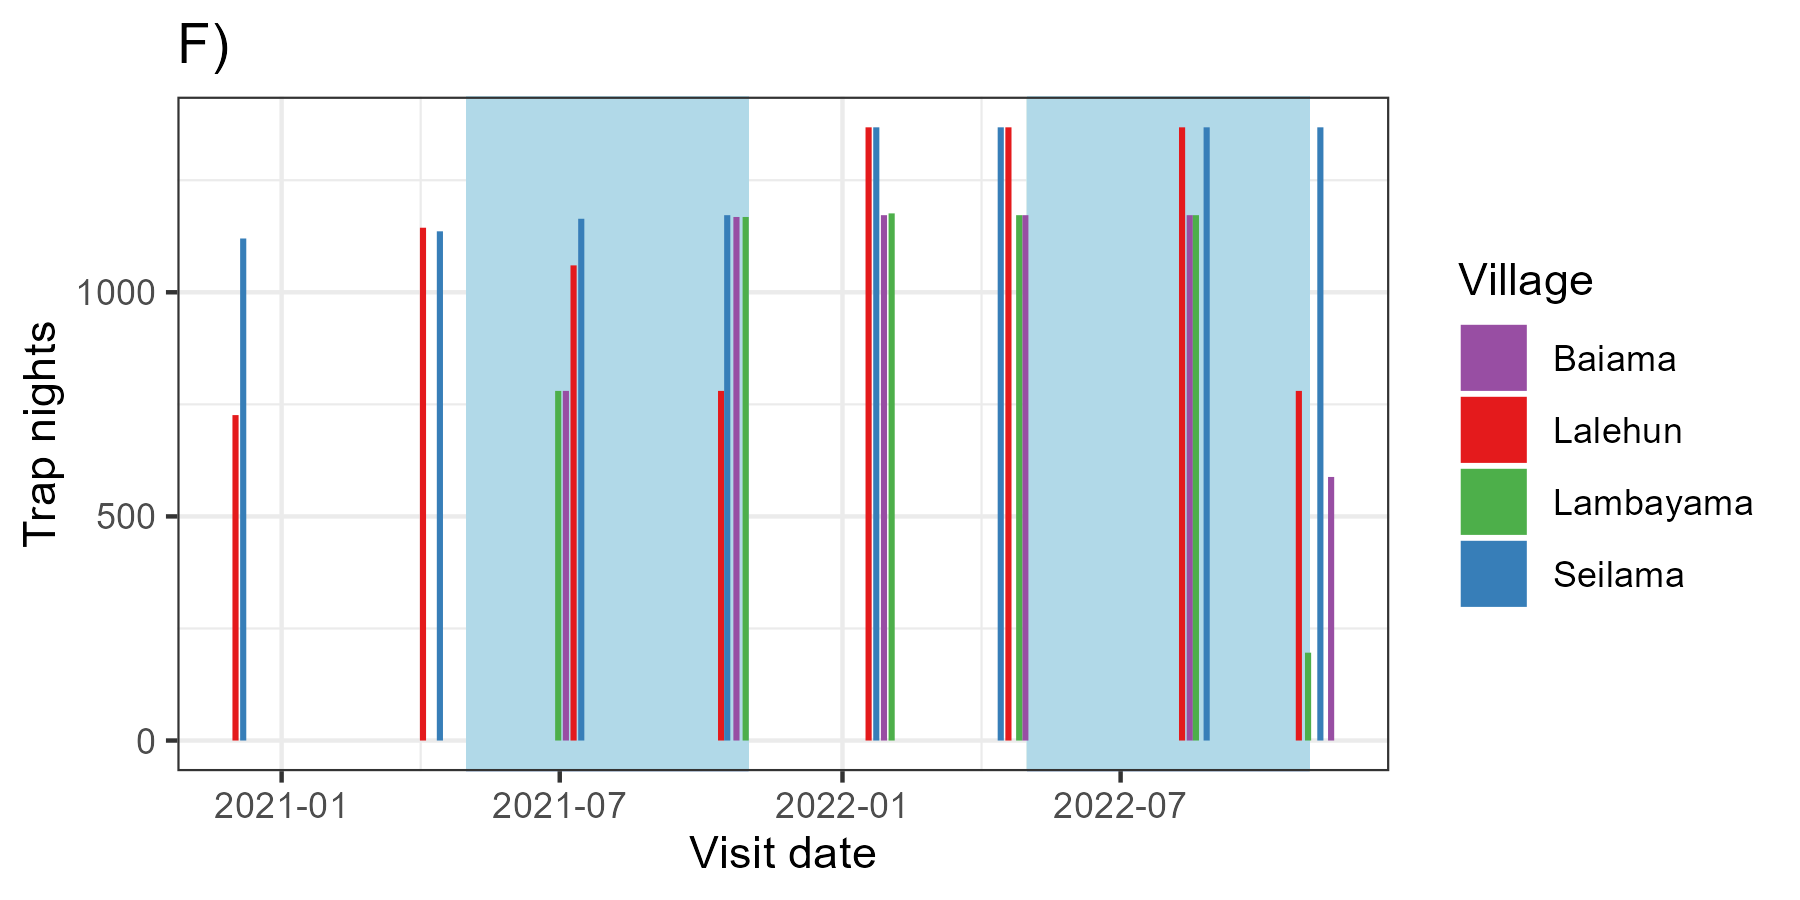 F)
Trap nights
1000
500
0
2021-01
2021-07
2022-01
2022-07
Visit date
Village
Baiama
Lalehun
Lambayama
Seilama